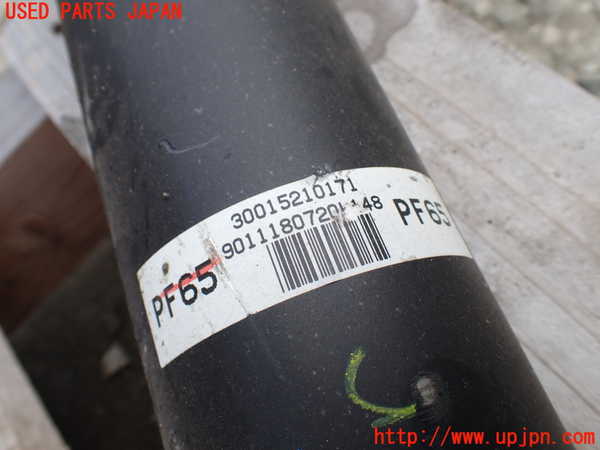 USED PARTS JAPAN
30015210171
PF65
PF65
http://www.upjpn.com/